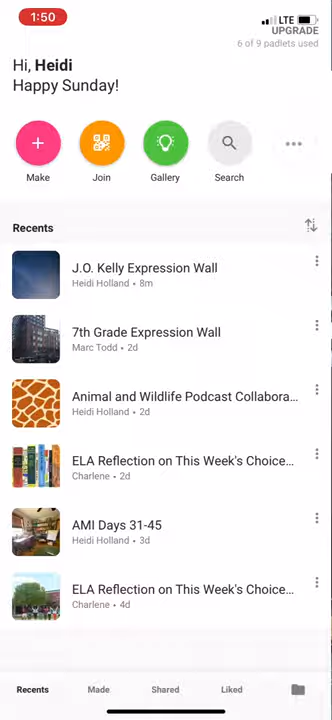 1:50
LTE
UPGRADE
6 of 9 padlets used
Hi, Heidi
Happy Sunday!
Make
Join
Gallery
Search
Recents
J.O. Kelly Expression Wall
Heidi Holland • 8m
7th Grade Expression Wall
Marc Todd • 2d
Animal and Wildlife Podcast Collabora...
Heidi Holland • 2d
ELA Reflection on This Week's Choice...
Charlene • 2d
AMI Days 31-45
Heidi Holland • 3d
ELA Reflection on This Week's Choice...
Charlene • 4d
Recents
Made
Shared
Liked